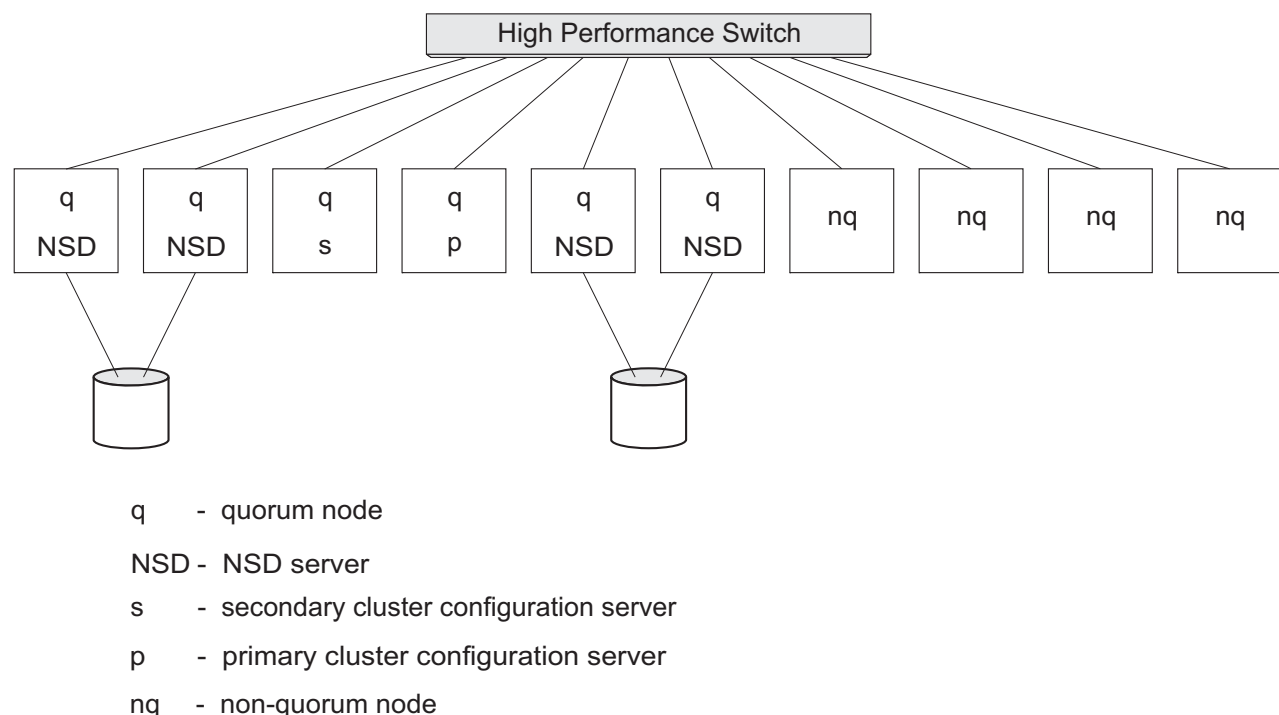 High Performance Switch
q
NSD
q
NSD
q
s
q
p
q
NSD
q
NSD
nq
nq
nq
nq
q - quorum node
NSD - NSD server
s - secondary cluster configuration server
p - primary cluster configuration server
nq - non-quorum node